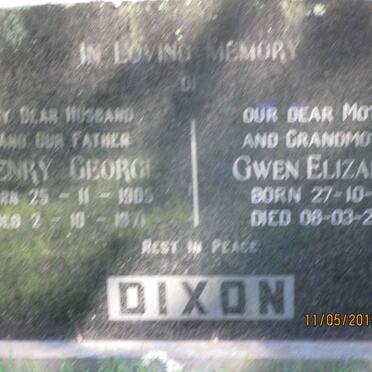 IN LOVING MEMORY
OF
MY DEAR HUSBAND
AND OUR FATHER
HENRY GEORGE
BORN 25 - 11 - 1905
DIED 2 - 10 - 1971
OUR DEAR MOT
AND GRANDMOT
GWEN ELIZA
BORN 27-10-
DIED 08-03-2
REST IN PEACE
DIXON
11/05/201